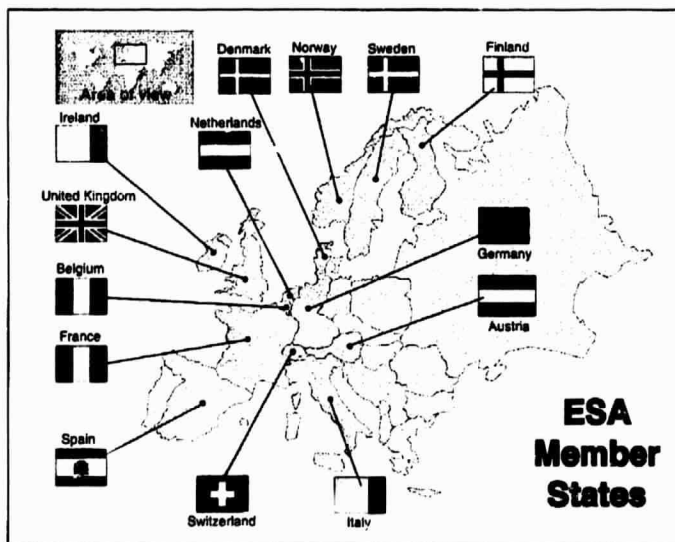 Denmark
Norway
Sweden
Finland
Area of view
Ireland
Netherlands
United Kingdom
Belgium
Germany
France
Austria
Spain
Switzerland
Italy
ESA
Member
States